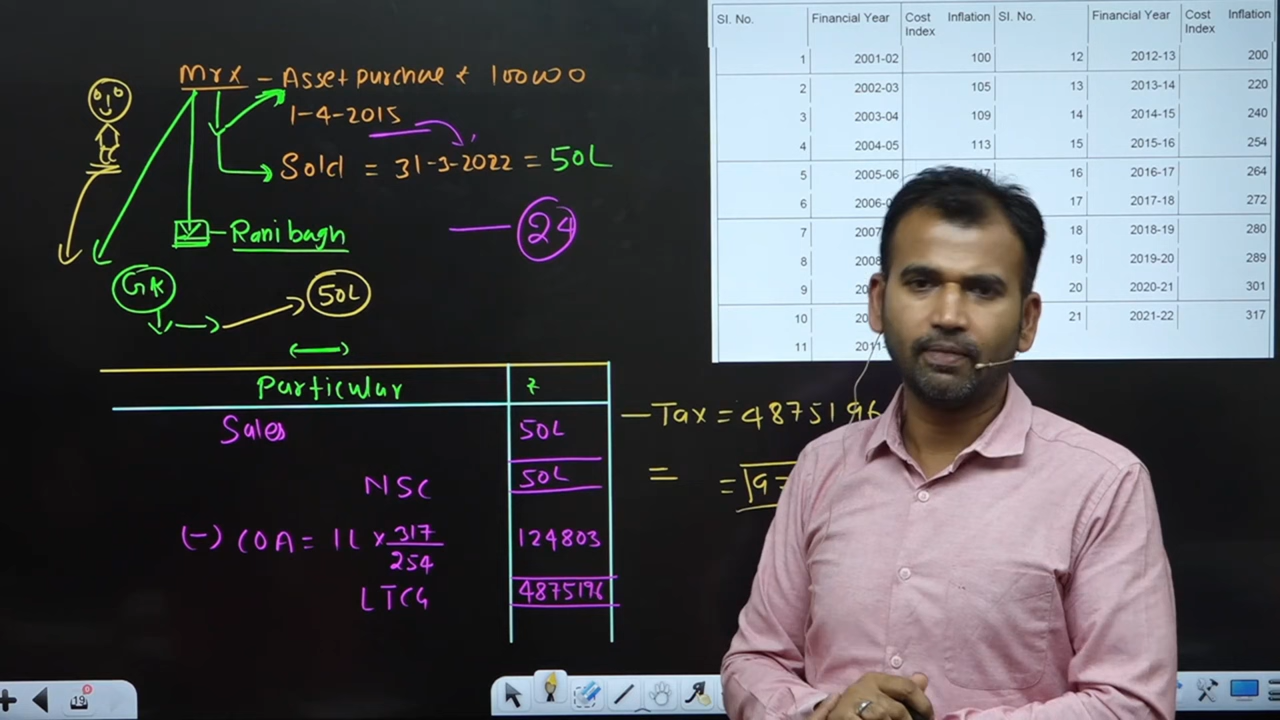 Mr X - Asset purchase ₹ 100000
1-4-2015
Sold = 31-3-2022 = 50L
Rani bagh
24
GK
50L
Particular ₹
Sales 50L
NSC 50L
(-) COA = 1L × 317/254 124803
LTCG 4875196
- Tax = 4875196
=
= 197
SI. No. Financial Year Cost Inflation Index SI. No. Financial Year Cost Inflation Index
1 2001-02 100 12 2012-13 200
2 2002-03 105 13 2013-14 220
3 2003-04 109 14 2014-15 240
4 2004-05 113 15 2015-16 254
5 2005-06 16 2016-17 264
6 17 2017-18 272
7 18 2018-19 280
8 19 2019-20 289
9 20 2020-21 301
10 21 2021-22 317
11
19